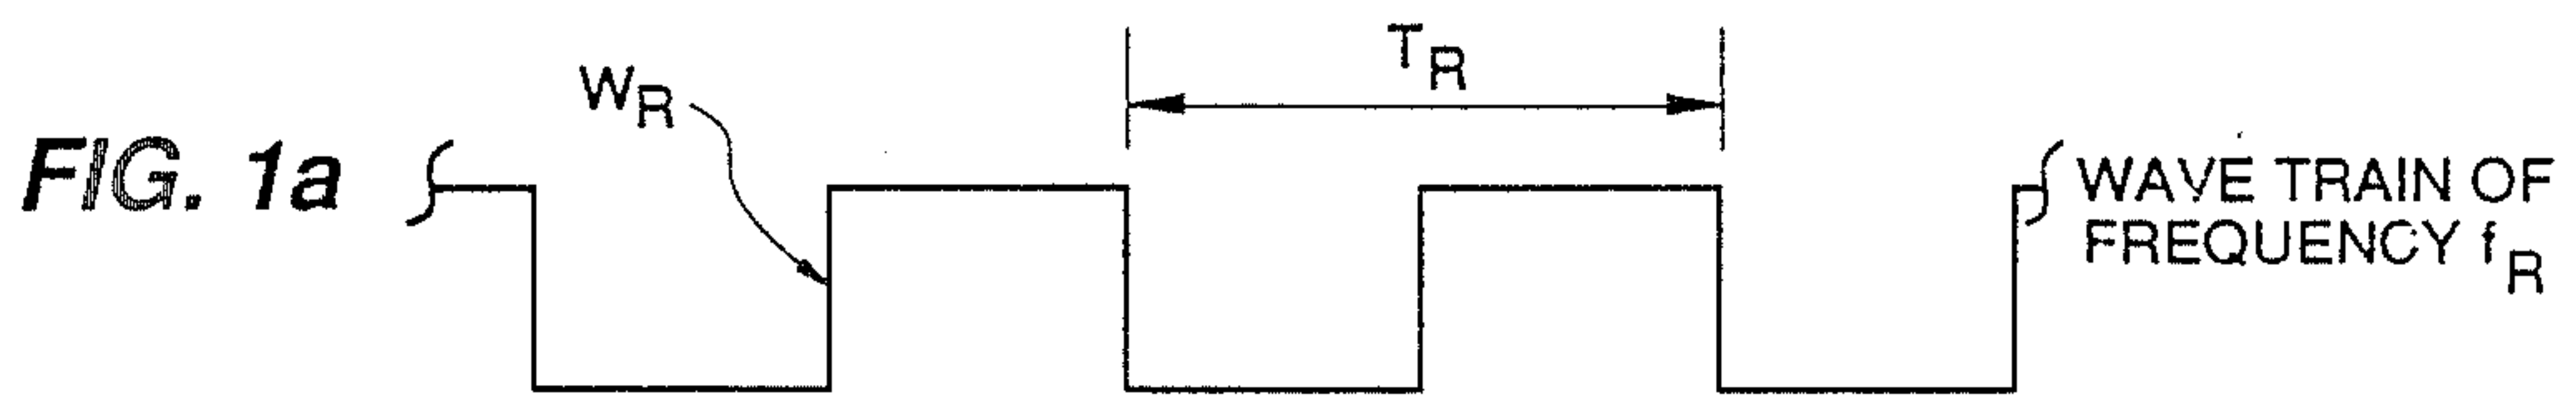 T_R
W_R
FIG. 1a
WAVE TRAIN OF
FREQUENCY f_R